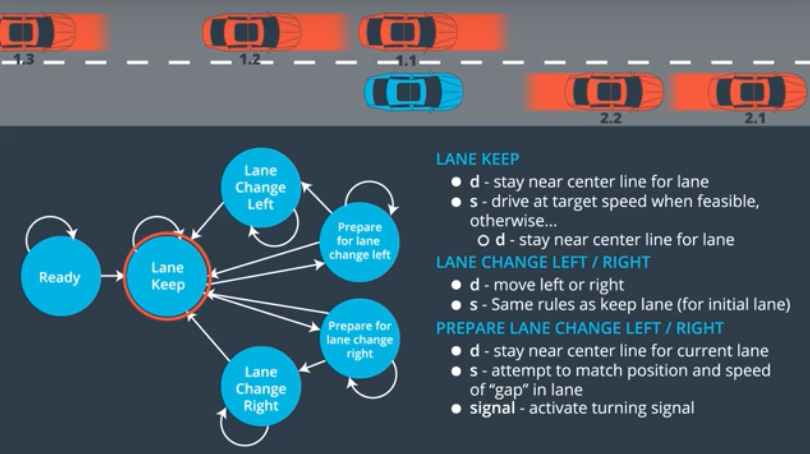 1.3
1.2
1.1
2.2
2.1
Ready
Lane
Keep
Lane
Change
Left
Prepare
for lane
change left
Prepare for
lane change
right
Lane
Change
Right
LANE KEEP
d - stay near center line for lane
s - drive at target speed when feasible,
otherwise...
d - stay near center line for lane
LANE CHANGE LEFT / RIGHT
d - move left or right
s - Same rules as keep lane (for initial lane)
PREPARE LANE CHANGE LEFT / RIGHT
d - stay near center line for current lane
s - attempt to match position and speed
of “gap” in lane
signal - activate turning signal